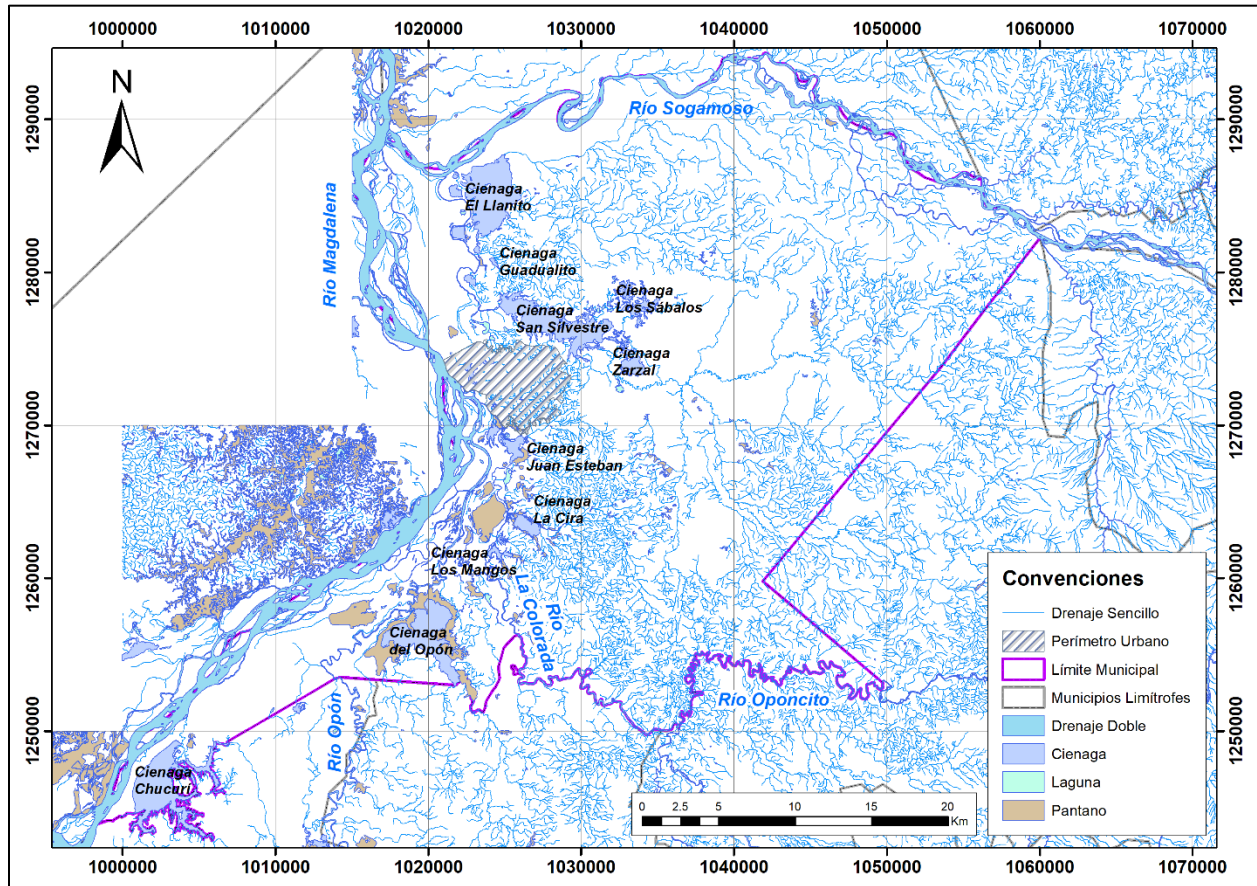 1000000 1010000 1020000 1030000 1040000 1050000 1060000 1070000
N
1290000
1280000
1270000
1260000
1250000
1290000
1280000
1270000
1260000
1250000
Río Sogamoso
Río Magdalena
Cienaga
El Llanito
Cienaga
Guadualito
Cienaga
Los Sábalos
Cienaga
San Silvestre
Cienaga
Zarzal
Cienaga
Juan Esteban
Cienaga
La Cira
Cienaga
Los Mangos
Río
La Colorada
Cienaga
del Opón
Río Oponcito
Río Opón
Cienaga
Chucurí
Convenciones
Drenaje Sencillo
Perímetro Urbano
Límite Municipal
Municipios Limítrofes
Drenaje Doble
Cienaga
Laguna
Pantano
0 2.5 5 10 15 20
Km
1000000 1010000 1020000 1030000 1040000 1050000 1060000 1070000